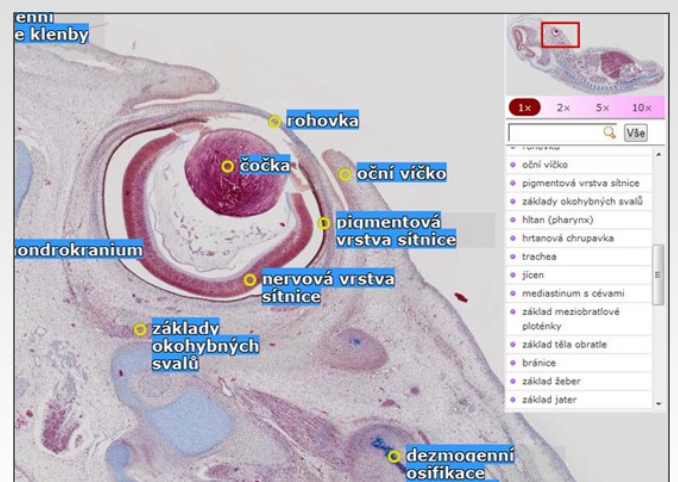 enní
e klenby
rohovka
čočka
oční víčko
pigmentová
vrstva sítnice
ondrokranium
nervová vrstva
sítnice
základy
okohybných
svalů
dezmogenní
osifikace
1×
2×
5×
10×
Vše
rohovka
oční víčko
pigmentová vrstva sítnice
základy okohybných svalů
hltan (pharynx)
hrtanová chrupavka
trachea
jícen
mediastinum s cévami
základ meziobratlové
ploténky
základ těla obratle
bránice
základ žeber
základ jater